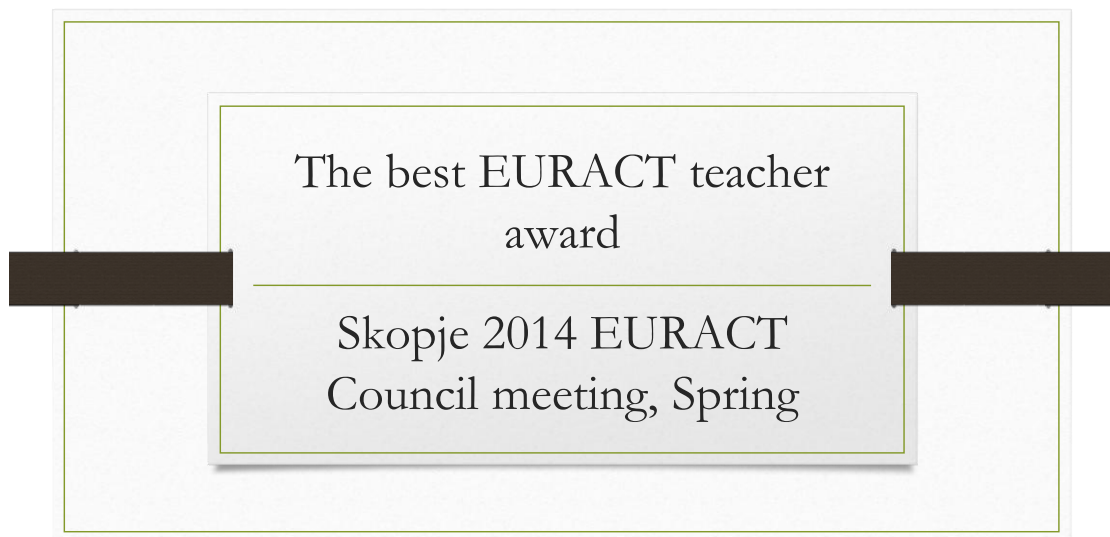 The best EURACT teacher
award
Skopje 2014 EURACT
Council meeting, Spring